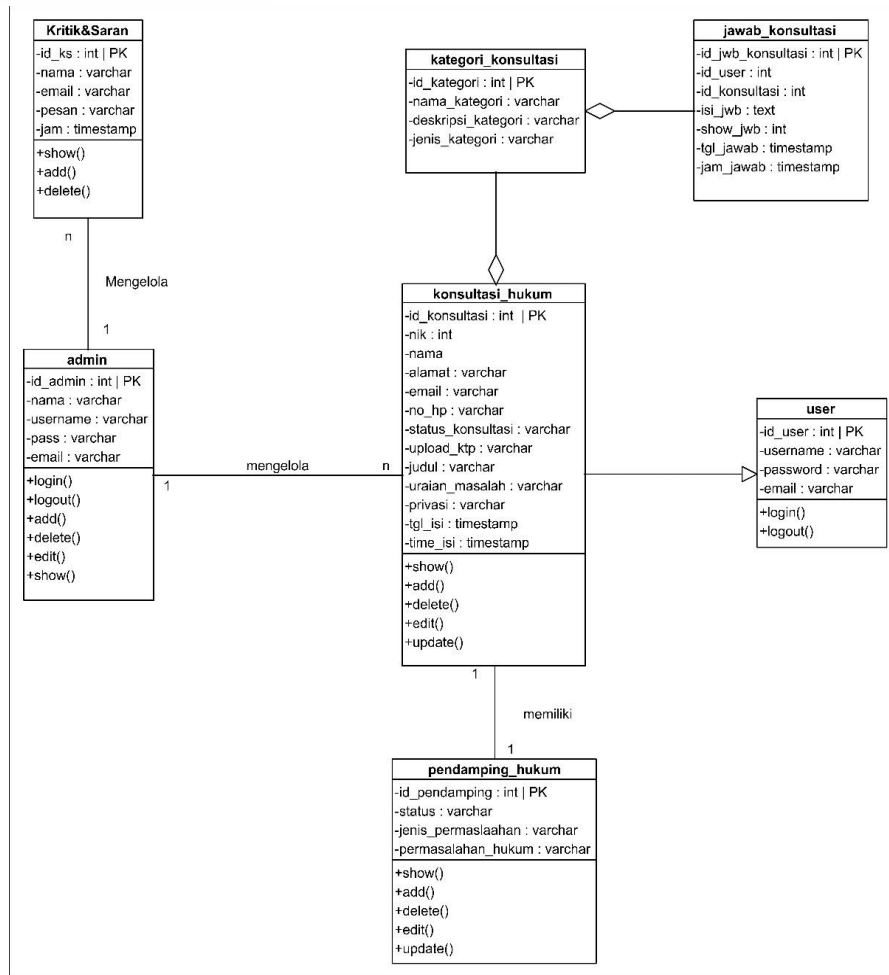 Kritik&Saran
-id_ks : int | PK
-nama : varchar
-email : varchar
-pesan : varchar
-jam : timestamp
+show()
+add()
+delete()
kategori_konsultasi
-id_kategori : int | PK
-nama_kategori : varchar
-deskripsi_kategori : varchar
-jenis_kategori : varchar
jawab_konsultasi
-id_jwb_konsultasi : int | PK
-id_user : int
-id_konsultasi : int
-isi_jwb : text
-show_jwb : int
-tgl_jawab : timestamp
-jam_jawab : timestamp
n
Mengelola
1
admin
-id_admin : int | PK
-nama : varchar
-username : varchar
-pass : varchar
-email : varchar
+login()
+logout()
+add()
+delete()
+edit()
+show()
1
mengelola
n
konsultasi_hukum
-id_konsultasi : int | PK
-nik : int
-nama
-alamat : varchar
-email : varchar
-no_hp : varchar
-status_konsultasi : varchar
-upload_ktp : varchar
-judul : varchar
-uraian_masalah : varchar
-privasi : varchar
-tgl_isi : timestamp
-time_isi : timestamp
+show()
+add()
+delete()
+edit()
+update()
user
-id_user : int | PK
-username : varchar
-password : varchar
-email : varchar
+login()
+logout()
1
memiliki
1
pendamping_hukum
-id_pendamping : int | PK
-status : varchar
-jenis_permaslaahan : varchar
-permasalahan_hukum : varchar
+show()
+add()
+delete()
+edit()
+update()